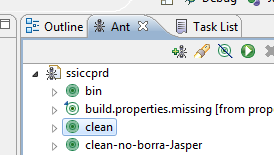 Outline
Ant
Task List
ssiccprd
bin
build.properties.missing [from prop
clean
clean-no-borra-Jasper